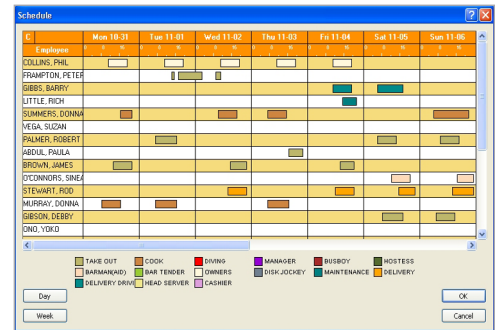 Schedule
C Mon 10-31 Tue 11-01 Wed 11-02 Thu 11-03 Fri 11-04 Sat 11-05 Sun 11-06
Employee
COLLINS, PHIL
FRAMPTON, PETER
GIBBS, BARRY
LITTLE, RICH
SUMMERS, DONNA
VEGA, SUZAN
PALMER, ROBERT
ABDUL, PAULA
BROWN, JAMES
O'CONNORS, SINEA
STEWART, ROD
MURRAY, DONNA
GIBSON, DEBBY
ONO, YOKO
TAKE OUT COOK DIVING MANAGER BUSBOY HOSTESS
BARMAN(AID) BAR TENDER OWNERS DISK JOCKEY MAINTENANCE DELIVERY
DELIVERY DRIVE HEAD SERVER CASHIER
Day OK
Week Cancel